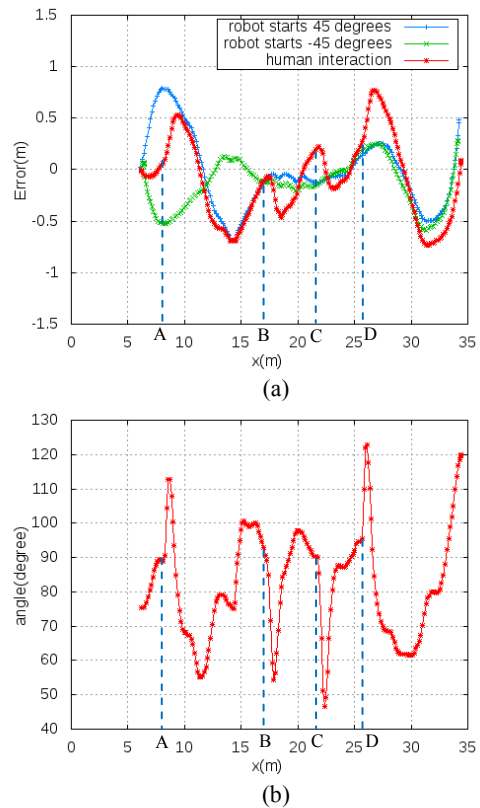 robot starts 45 degrees
robot starts -45 degrees
human interaction
1.5
1
0.5
0
-0.5
-1
-1.5
Error(m)
0 5 10 15 20 25 30 35
A B C D
x(m)
(a)
130
120
110
100
90
80
70
60
50
40
angle(degree)
0 5 10 15 20 25 30 35
A B C D
x(m)
(b)